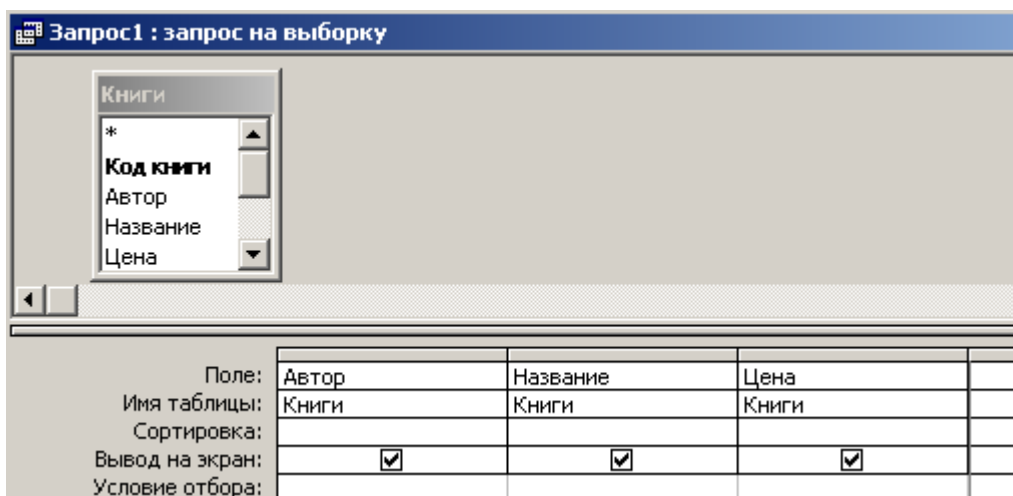 Запрос1 : запрос на выборку
Книги
*
Код книги
Автор
Название
Цена
Поле: Автор Название Цена
Имя таблицы: Книги Книги Книги
Сортировка:
Вывод на экран:
Условие отбора: